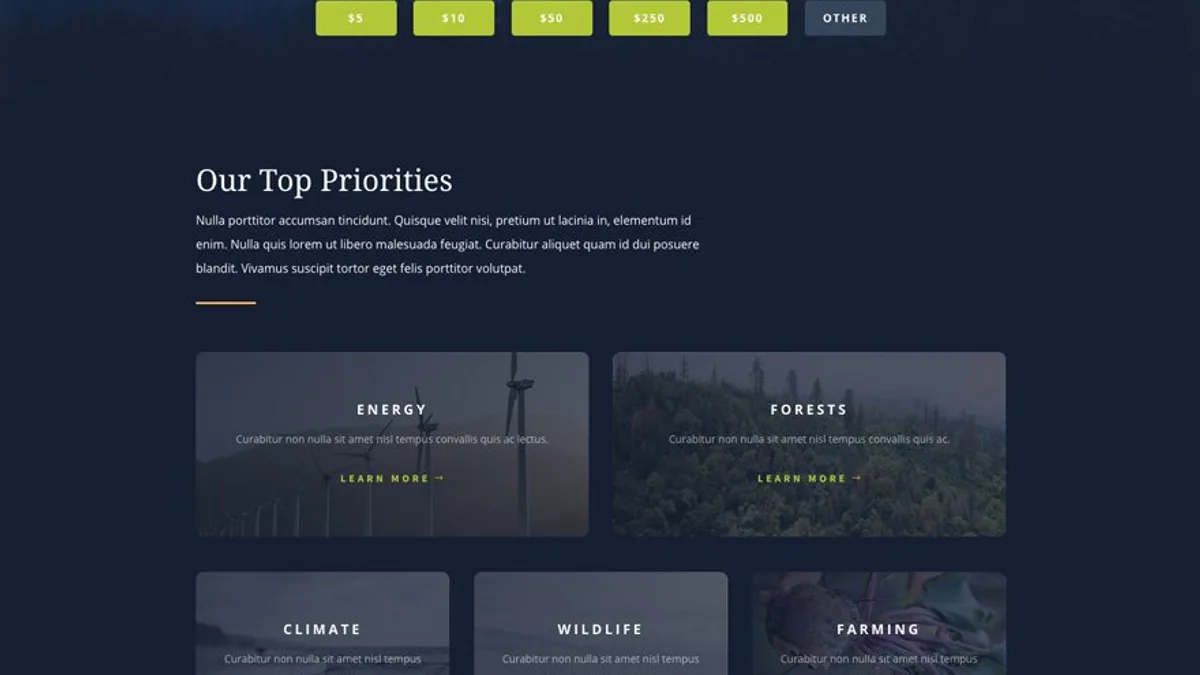 $5 $10 $50 $250 $500 OTHER
Our Top Priorities
Nulla porttitor accumsan tincidunt. Quisque velit nisi, pretium ut lacinia in, elementum id
enim. Nulla quis lorem ut libero malesuada feugiat. Curabitur aliquet quam id dui posuere
blandit. Vivamus suscipit tortor eget felis porttitor volutpat.
ENERGY
Curabitur non nulla sit amet nisl tempus convallis quis ac lectus.
LEARN MORE →
FORESTS
Curabitur non nulla sit amet nisl tempus convallis quis ac.
LEARN MORE →
CLIMATE
Curabitur non nulla sit amet nisl tempus
WILDLIFE
Curabitur non nulla sit amet nisl tempus
FARMING
Curabitur non nulla sit amet nisl tempus